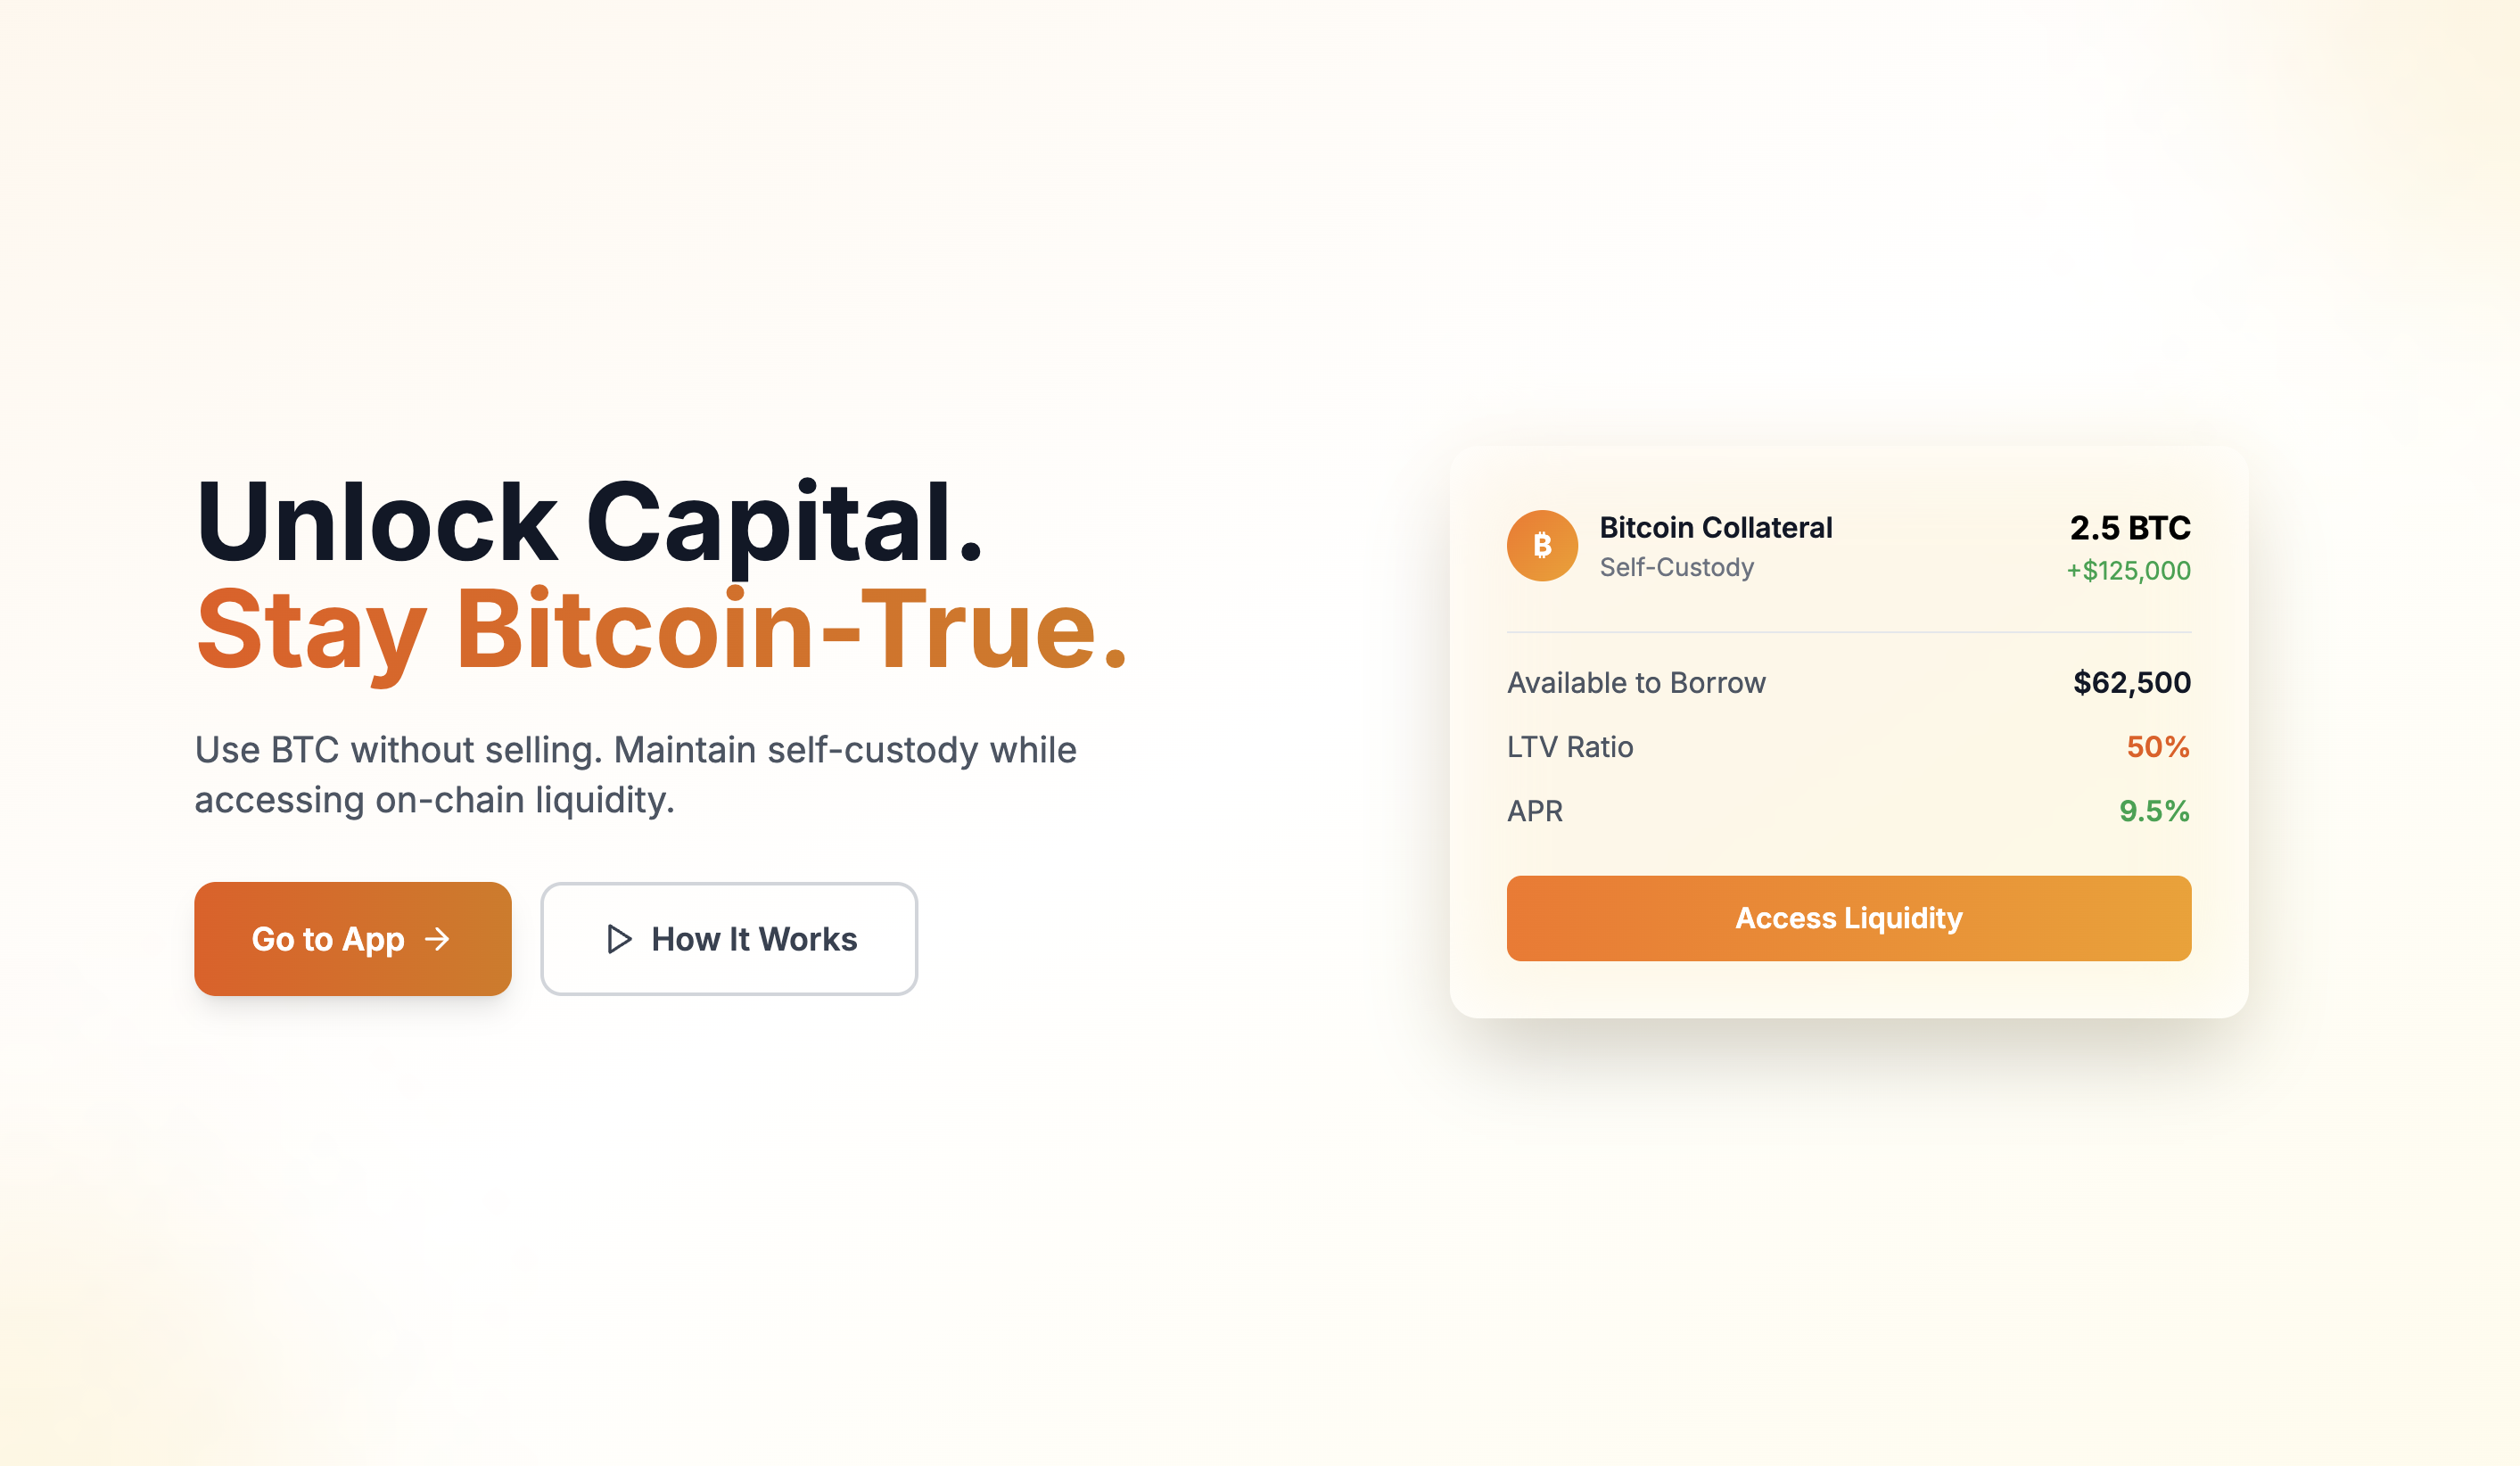 Unlock Capital.
Stay Bitcoin-True.
Use BTC without selling. Maintain self-custody while
accessing on-chain liquidity.
Go to App →
How It Works
₿
Bitcoin Collateral
Self-Custody
2.5 BTC
+$125,000
Available to Borrow $62,500
LTV Ratio 50%
APR 9.5%
Access Liquidity